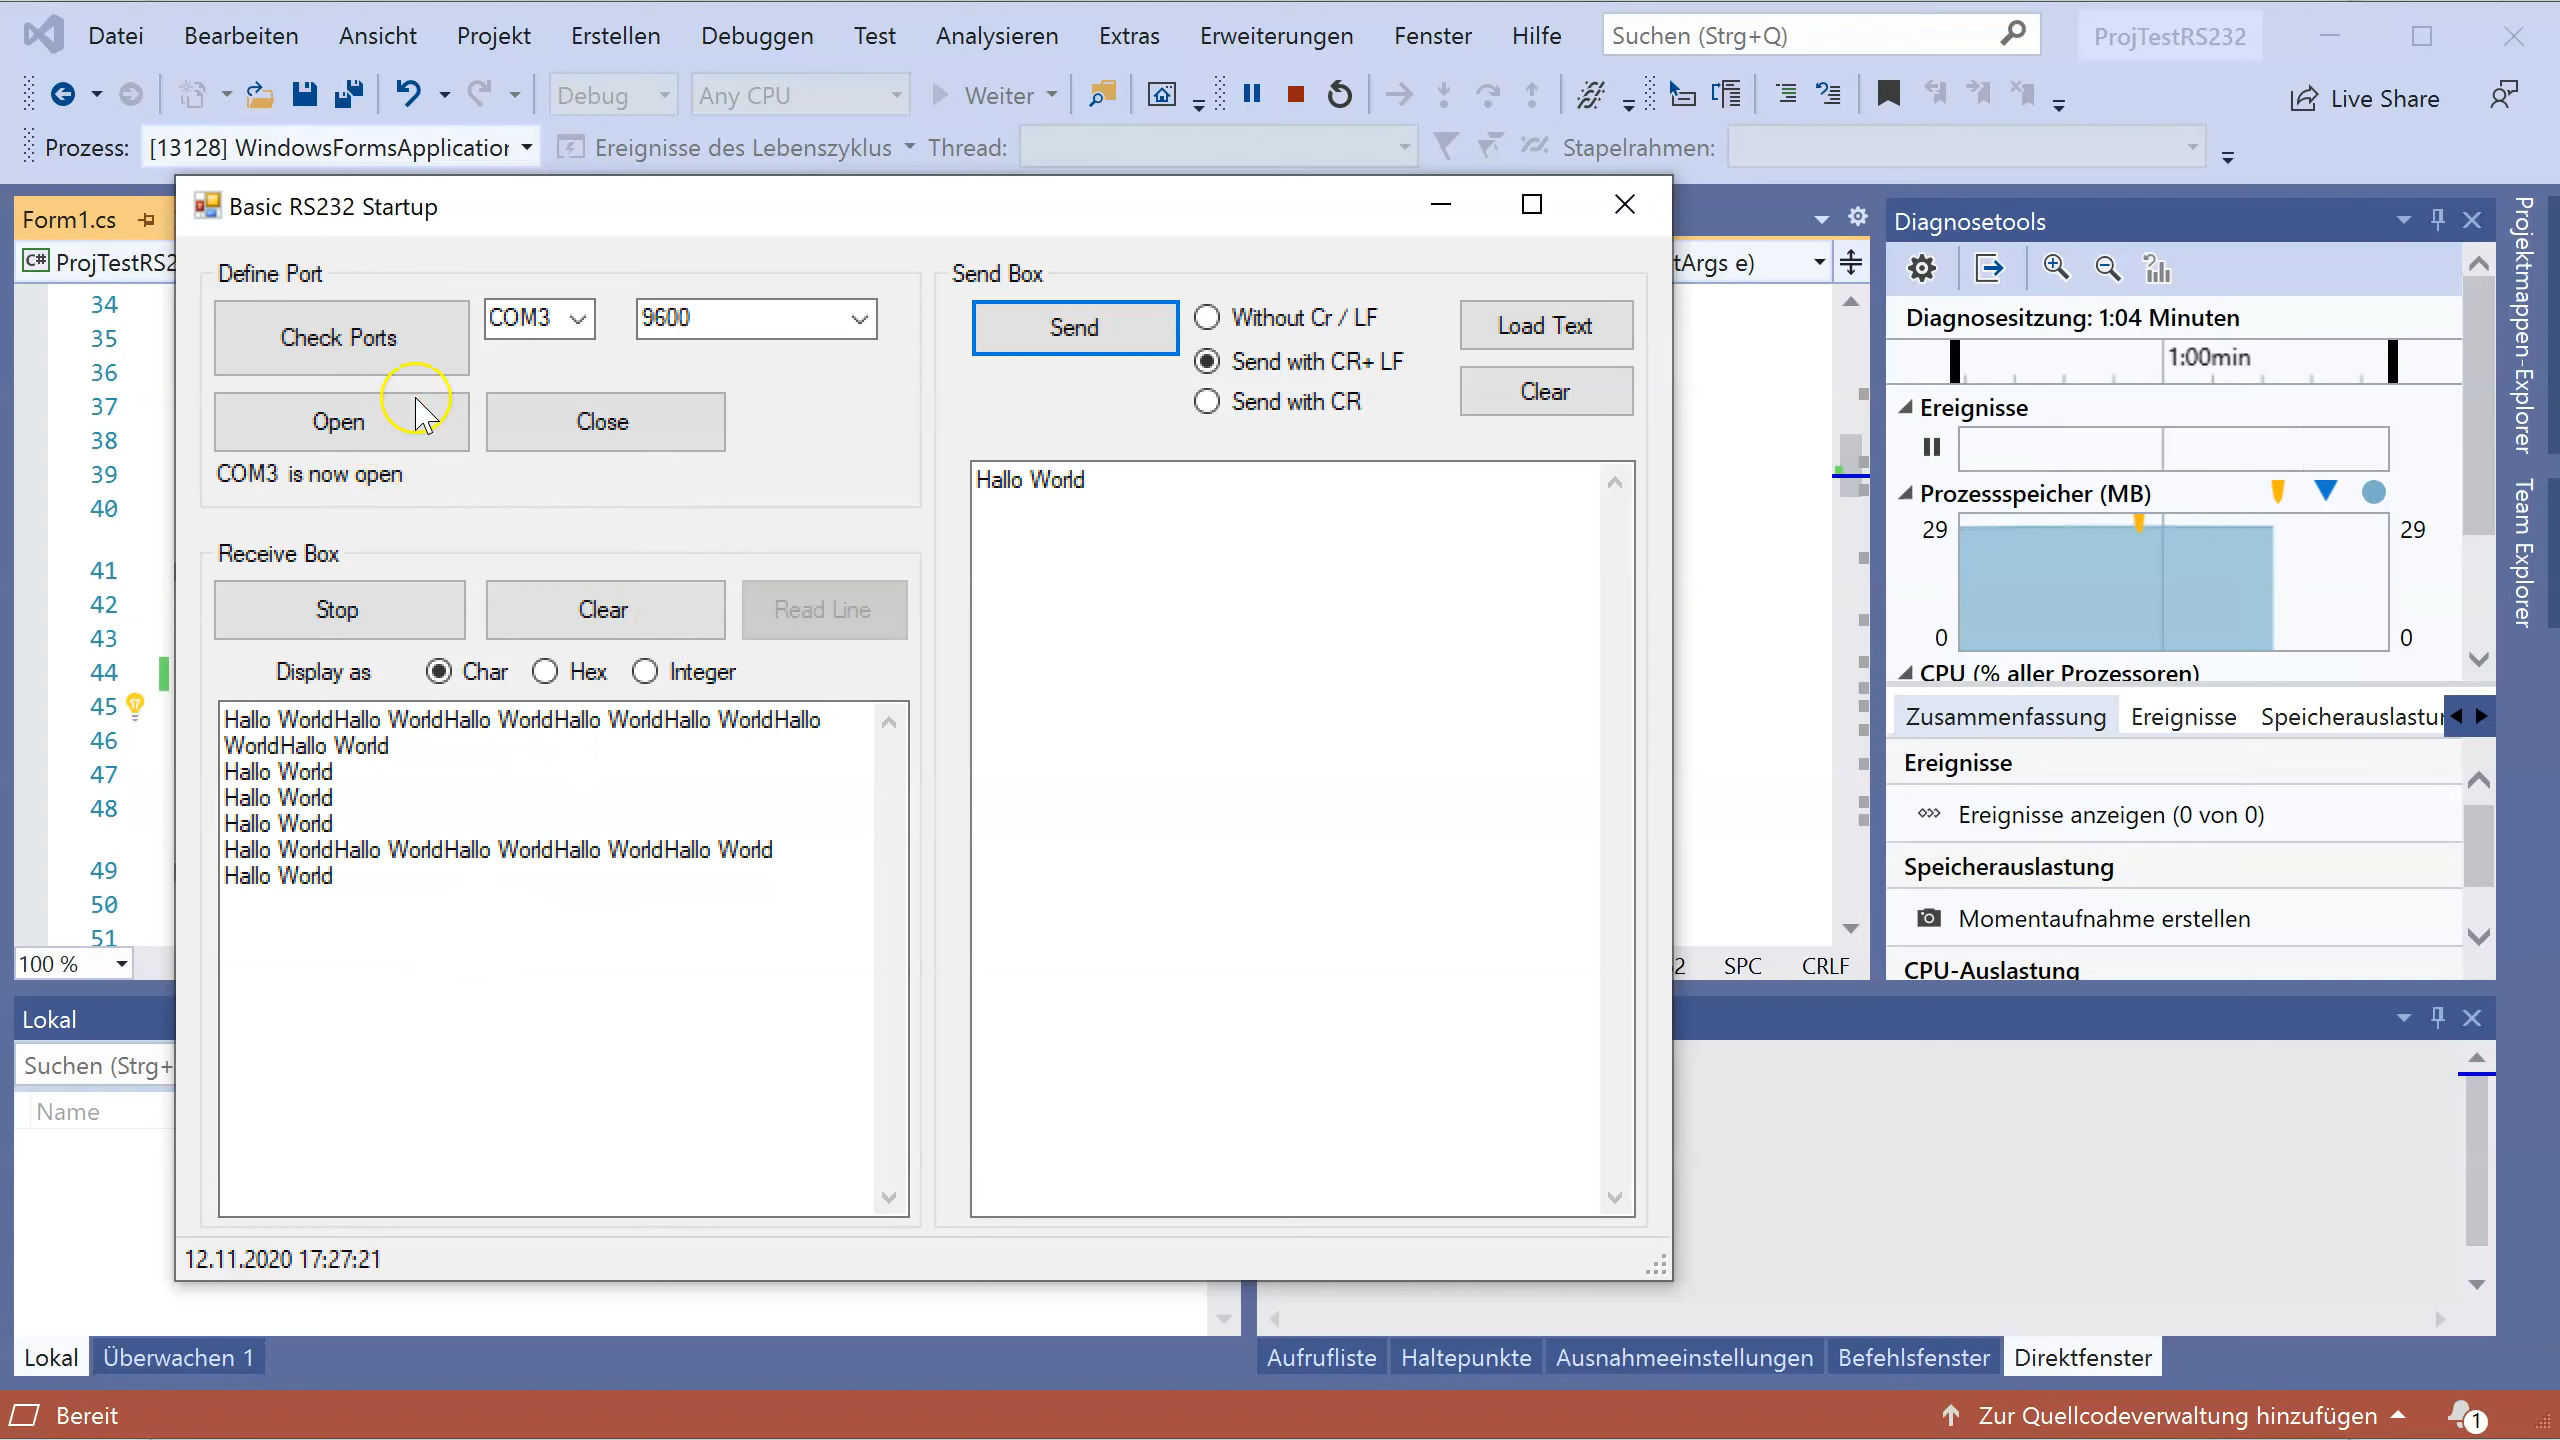 Datei Bearbeiten Ansicht Projekt Erstellen Debuggen Test Analysieren Extras Erweiterungen Fenster Hilfe Suchen (Strg+Q) ProjTestRS232
Debug Any CPU Weiter Live Share
Prozess: [13128] WindowsFormsApplication Ereignisse des Lebenszyklus Thread: Stapelrahmen:
Form1.cs
C# ProjTestRS2
tArgs e)
34
35
36
37
38
39
40
41
42
43
44
45
46
47
48
49
50
51
100 %
2 SPC CRLF
Basic RS232 Startup
Define Port
Check Ports
COM3
9600
Open
Close
COM3 is now open
Receive Box
Stop
Clear
Read Line
Display as Char Hex Integer
Hallo WorldHallo WorldHallo WorldHallo WorldHallo WorldHallo
WorldHallo World
Hallo World
Hallo World
Hallo World
Hallo WorldHallo WorldHallo WorldHallo WorldHallo World
Hallo World
Send Box
Send
Without Cr / LF
Send with CR+ LF
Send with CR
Load Text
Clear
Hallo World
12.11.2020 17:27:21
Diagnosetools
Diagnosesitzung: 1:04 Minuten
1:00min
Ereignisse
Prozessspeicher (MB)
29 29
0 0
CPU (% aller Prozessoren)
Zusammenfassung Ereignisse Speicherauslastur
Ereignisse
Ereignisse anzeigen (0 von 0)
Speicherauslastung
Momentaufnahme erstellen
CPU-Auslastung
Projektmappen-Explorer
Team Explorer
Lokal
Suchen (Strg+
Name
Lokal Überwachen 1
Aufrufliste Haltepunkte Ausnahmeeinstellungen Befehlsfenster Direktfenster
Bereit
Zur Quellcodeverwaltung hinzufügen 1